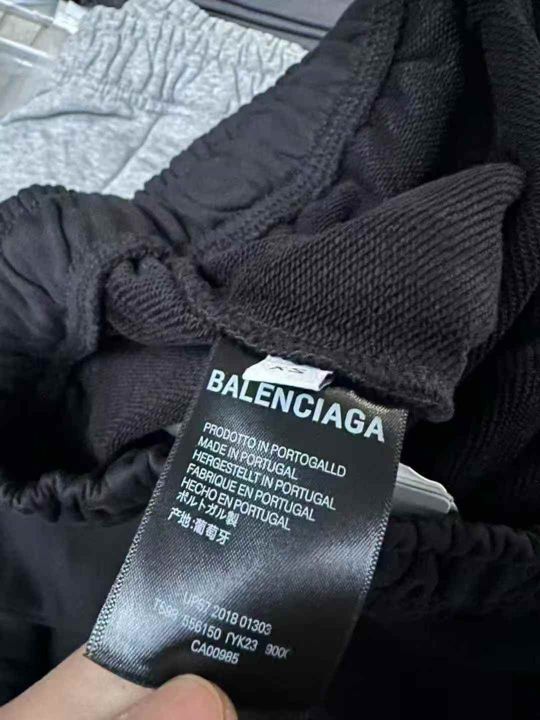 XS
BALENCIAGA
PRODOTTO IN PORTOGALLO
MADE IN PORTUGAL
HERGESTELLT IN PORTUGAL
FABRIQUE EN PORTUGAL
HECHO EN PORTUGAL
ポルトガル製
产地:葡萄牙
2018 01303
556150 TYK23
CA00985